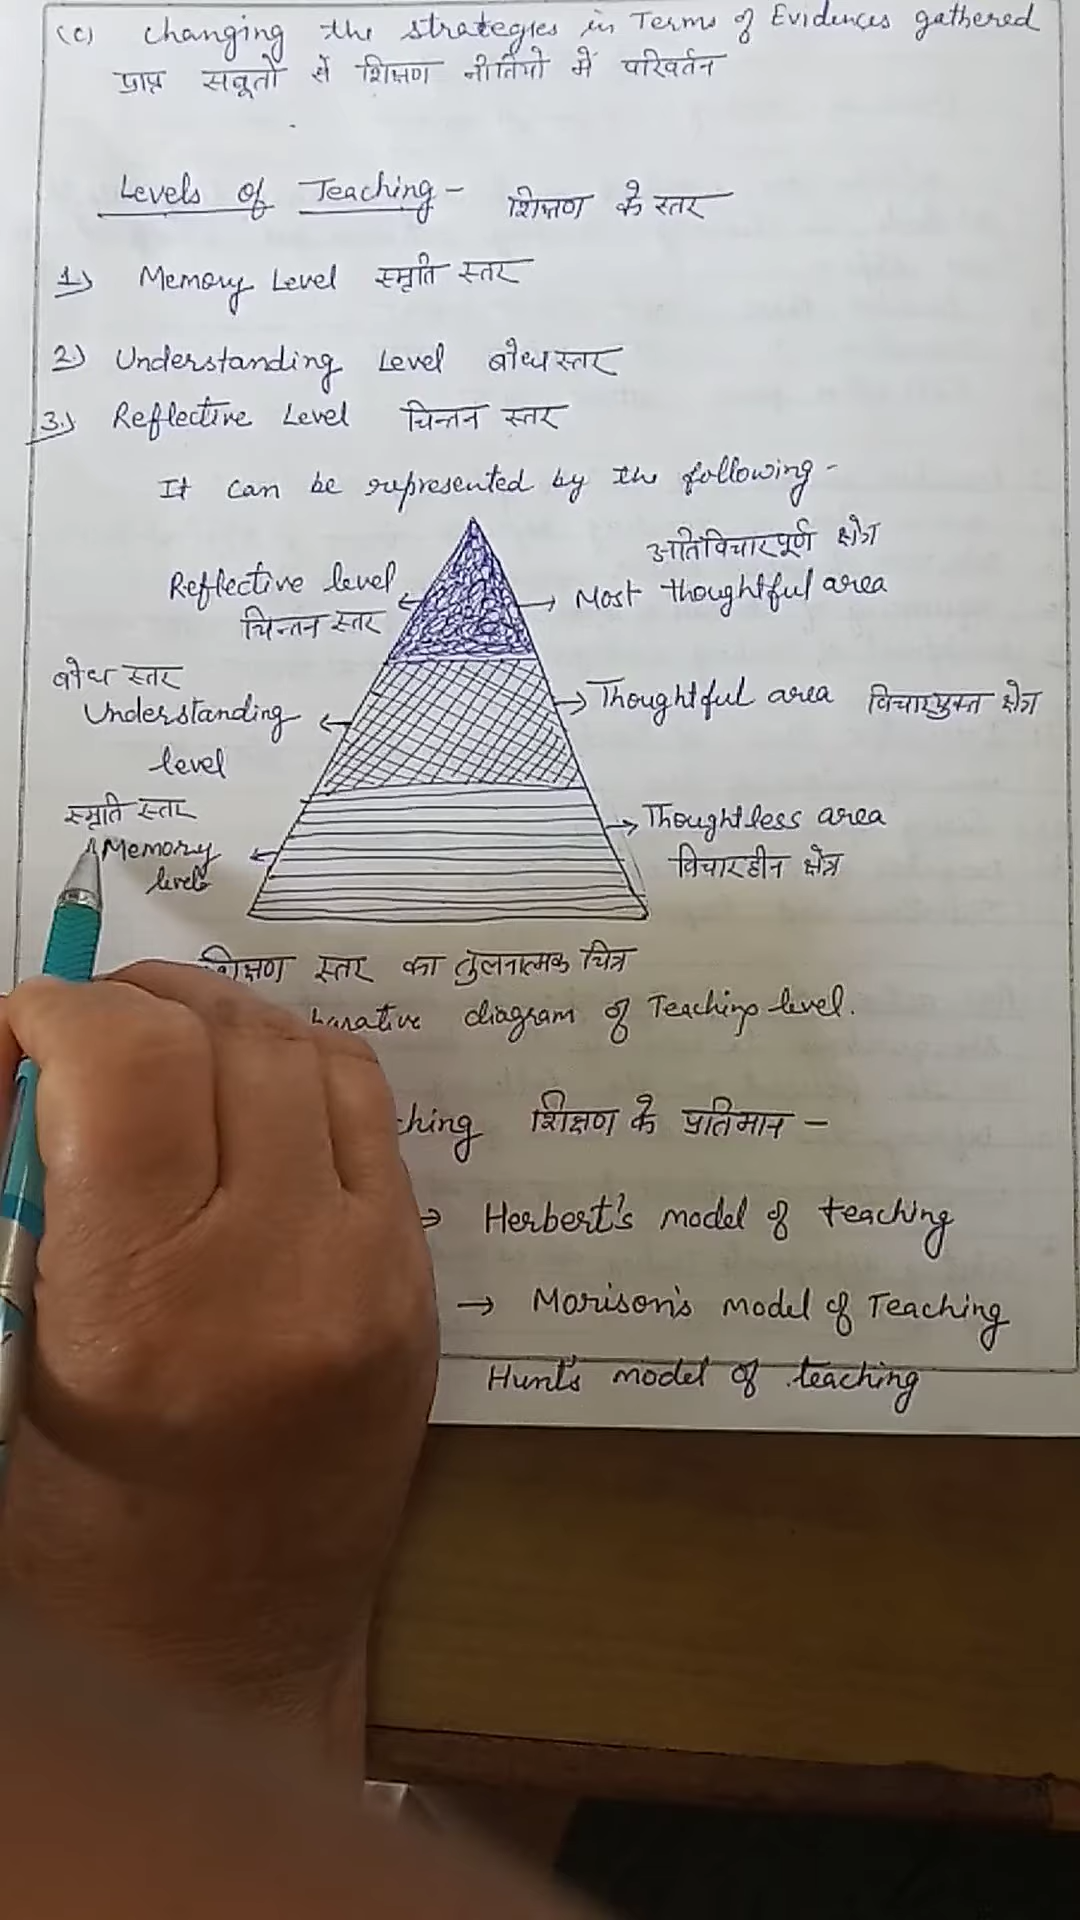 (c) Changing the strategies in Terms of Evidences gathered
प्राप्त सबूतों से शिक्षण नीतियों में परिवर्तन
Levels of Teaching - शिक्षण के स्तर
1) Memory Level स्मृति स्तर
2) Understanding Level बोध स्तर
3.) Reflective Level चिन्तन स्तर
It can be represented by the following -
अतिविचारपूर्ण क्षेत्र
Reflective level → Most thoughtful area
चिन्तन स्तर
बोध स्तर
Understanding ← → Thoughtful area विचारयुक्त क्षेत्र
level
स्मृति स्तर
Memory ← → Thoughtless area
level विचारहीन क्षेत्र
शिक्षण स्तर का तुलनात्मक चित्र
arative diagram of Teaching level.
ching शिक्षण के प्रतिमान -
→ Herbert's model of teaching
→ Morison's model of Teaching
Hunt's model of teaching